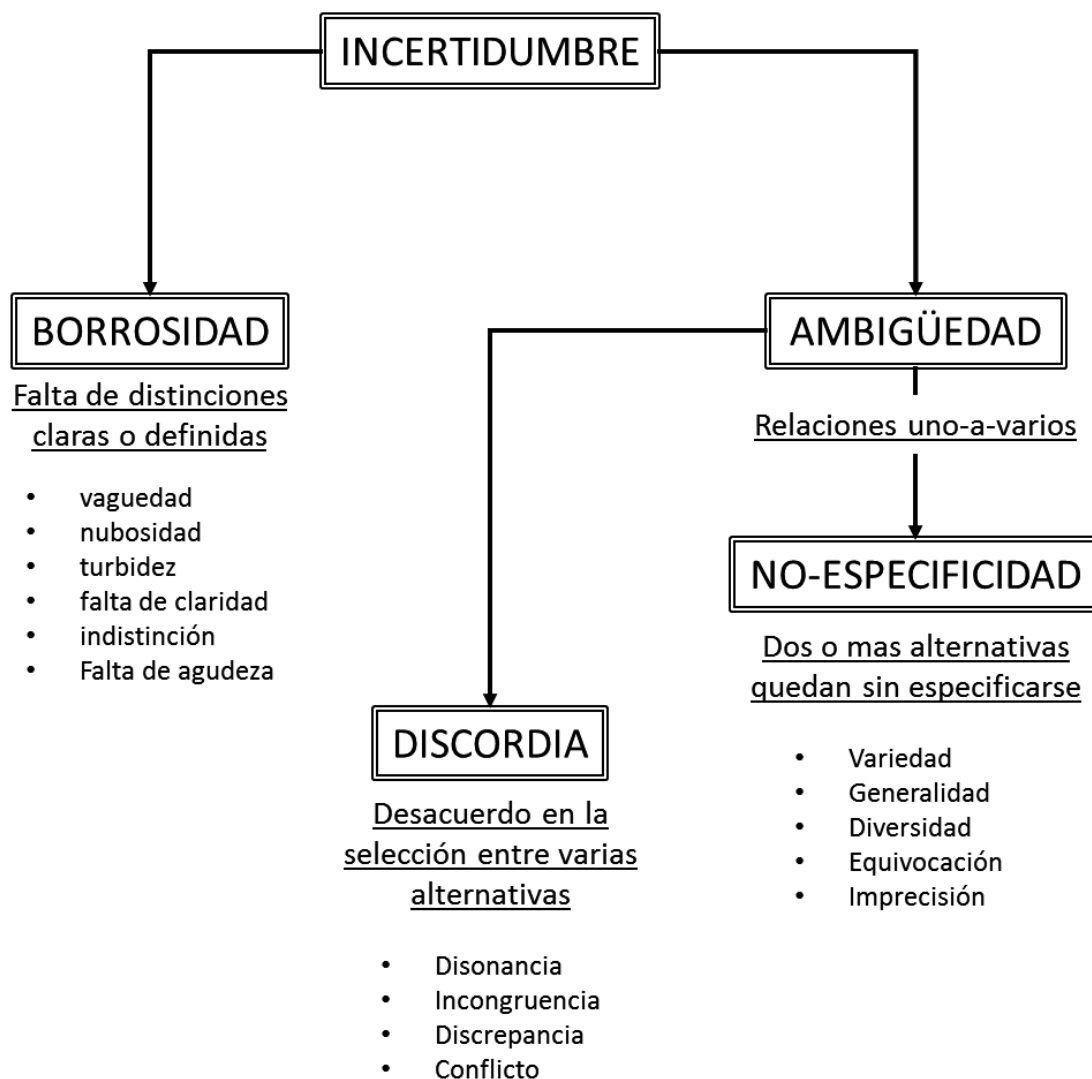 INCERTIDUMBRE
BORROSIDAD
Falta de distinciones
claras o definidas
• vaguedad
• nubosidad
• turbidez
• falta de claridad
• indistinción
• Falta de agudeza
AMBIGÜEDAD
Relaciones uno-a-varios
NO-ESPECIFICIDAD
Dos o mas alternativas
quedan sin especificarse
• Variedad
• Generalidad
• Diversidad
• Equivocación
• Imprecisión
DISCORDIA
Desacuerdo en la
selección entre varias
alternativas
• Disonancia
• Incongruencia
• Discrepancia
• Conflicto